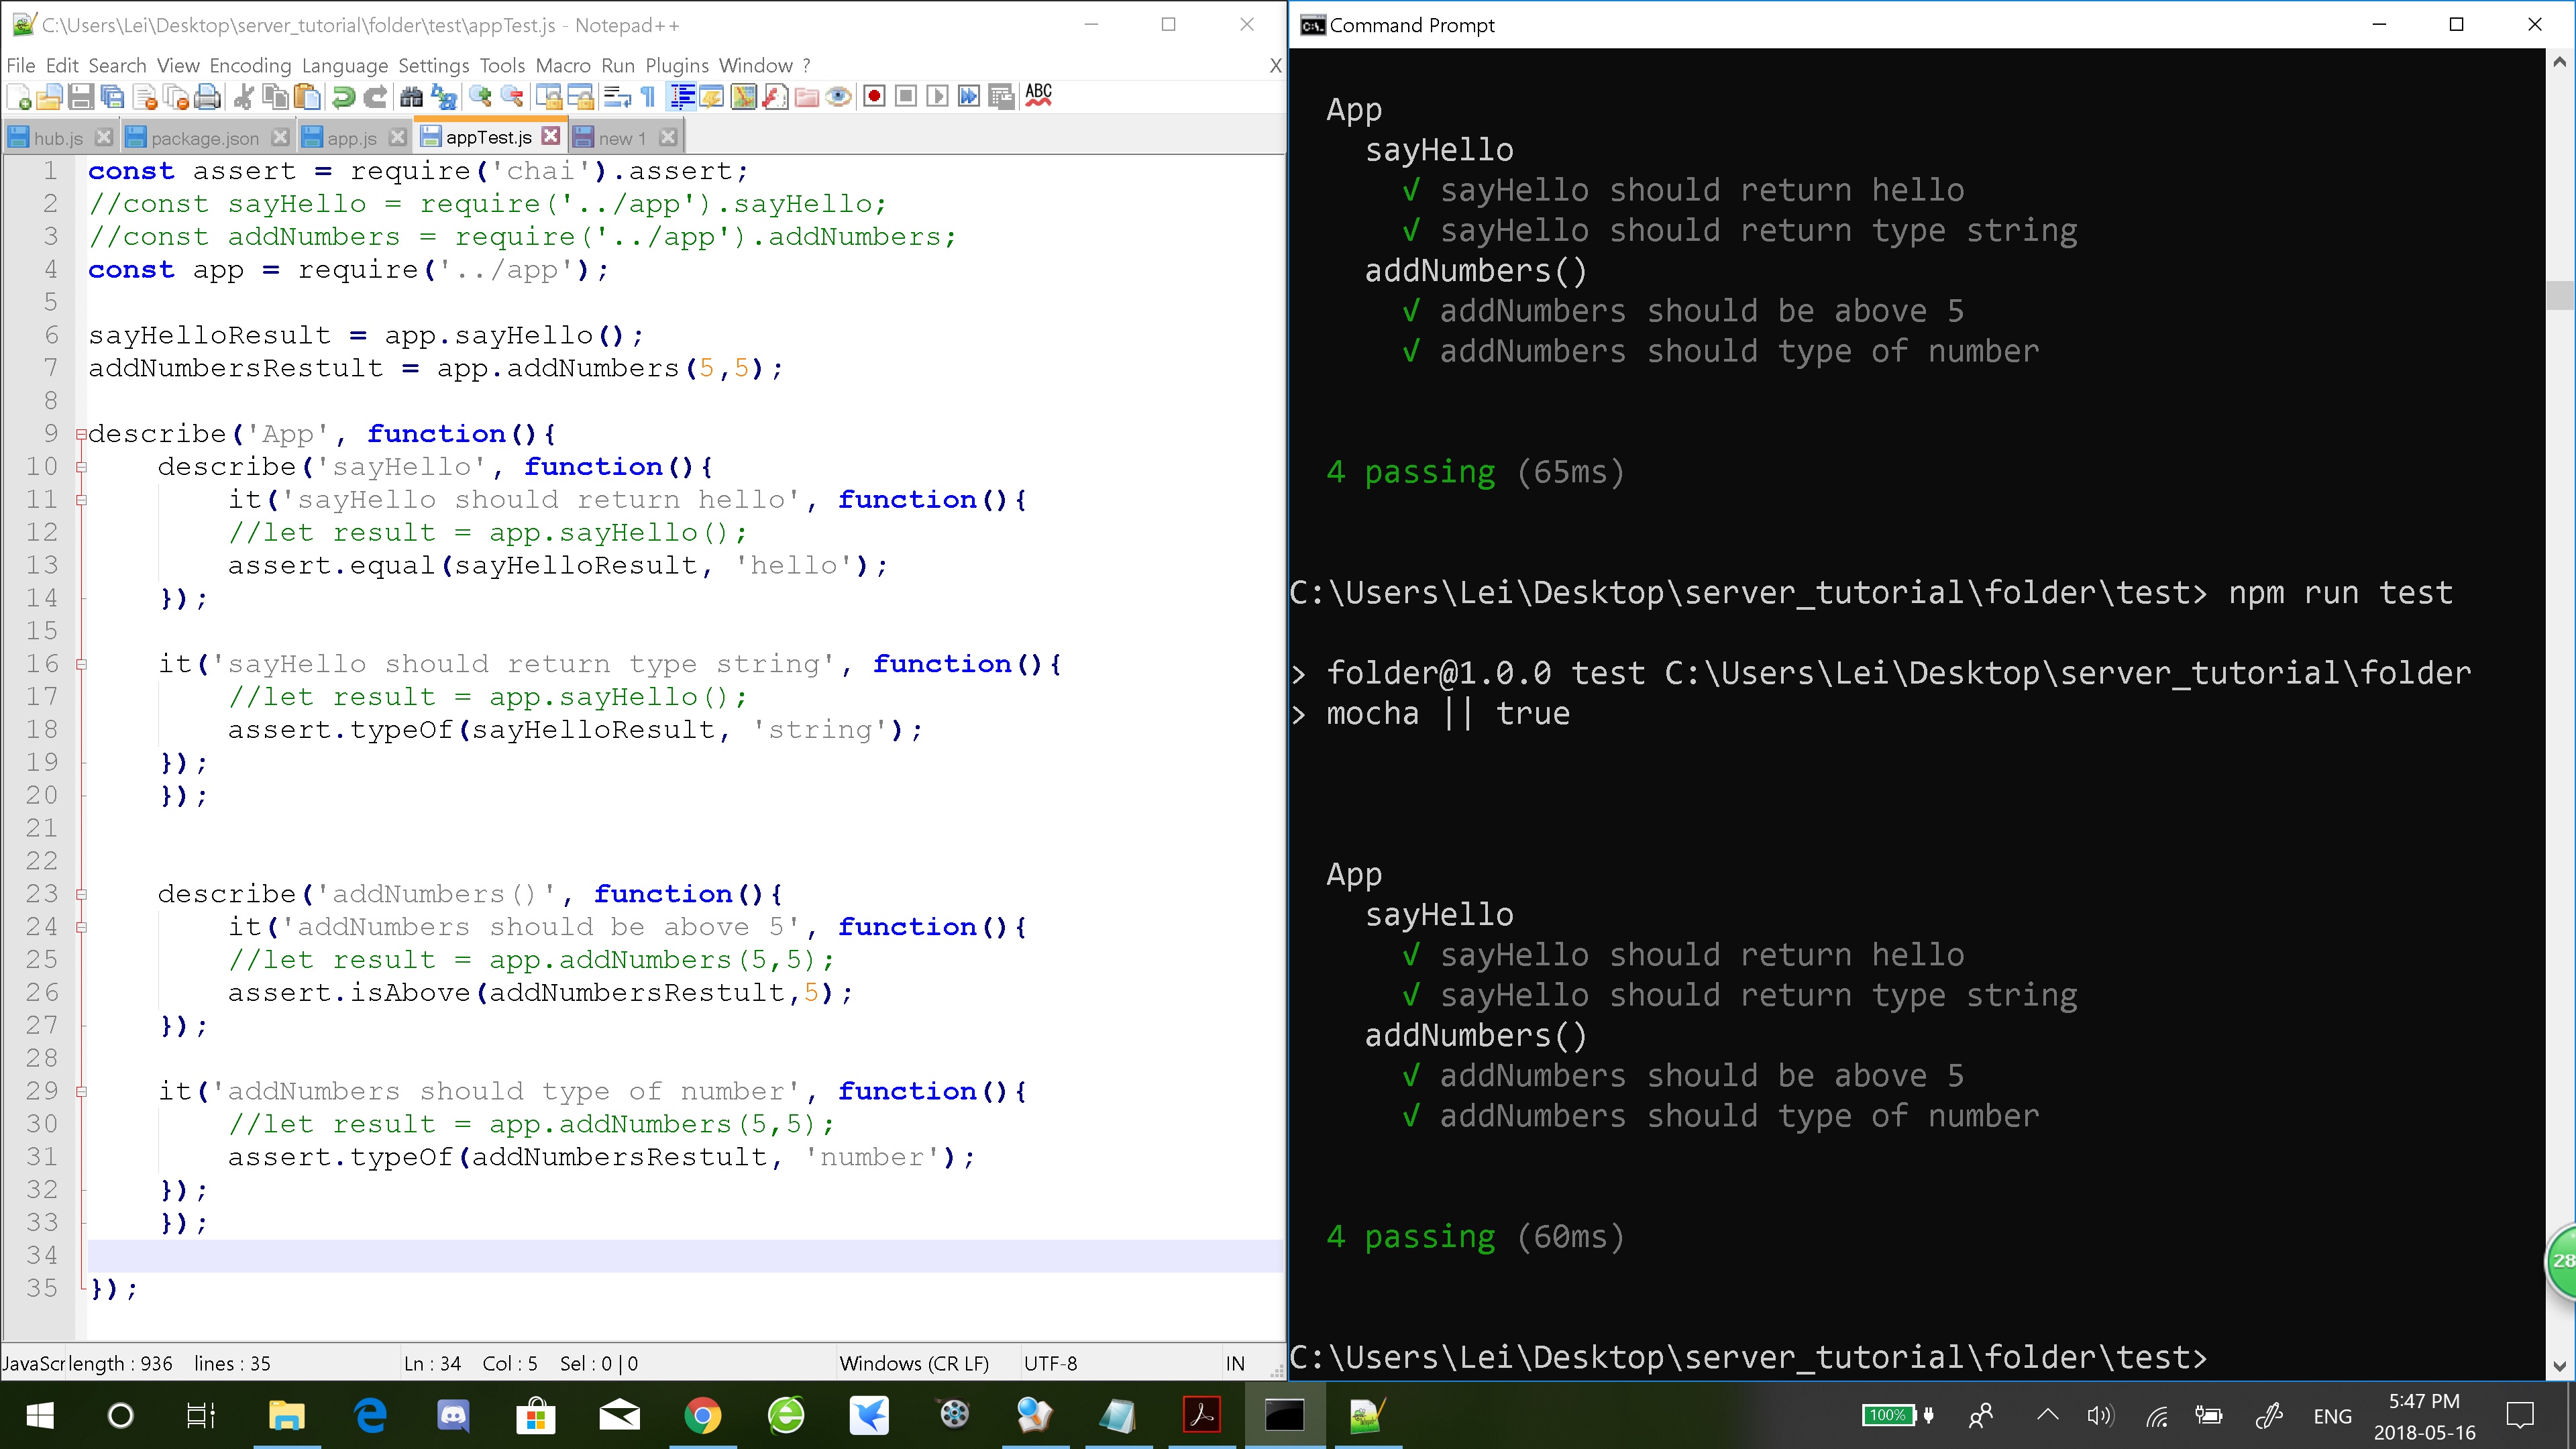 C:\Users\Lei\Desktop\server_tutorial\folder\test\appTest.js - Notepad++
File Edit Search View Encoding Language Settings Tools Macro Run Plugins Window ? X
ABC
hub.js package.json app.js appTest.js new 1
1 const assert = require('chai').assert;
2 //const sayHello = require('../app').sayHello;
3 //const addNumbers = require('../app').addNumbers;
4 const app = require('../app');
5
6 sayHelloResult = app.sayHello();
7 addNumbersRestult = app.addNumbers(5,5);
8
9 describe('App', function(){
10 describe('sayHello', function(){
11 it('sayHello should return hello', function(){
12 //let result = app.sayHello();
13 assert.equal(sayHelloResult, 'hello');
14 });
15
16 it('sayHello should return type string', function(){
17 //let result = app.sayHello();
18 assert.typeOf(sayHelloResult, 'string');
19 });
20 });
21
22
23 describe('addNumbers()', function(){
24 it('addNumbers should be above 5', function(){
25 //let result = app.addNumbers(5,5);
26 assert.isAbove(addNumbersRestult,5);
27 });
28
29 it('addNumbers should type of number', function(){
30 //let result = app.addNumbers(5,5);
31 assert.typeOf(addNumbersRestult, 'number');
32 });
33 });
34
35 });
JavaScr length : 936 lines : 35 Ln : 34 Col : 5 Sel : 0 | 0 Windows (CR LF) UTF-8 IN
C:\. Command Prompt
App
sayHello
√ sayHello should return hello
√ sayHello should return type string
addNumbers()
√ addNumbers should be above 5
√ addNumbers should type of number
4 passing (65ms)
C:\Users\Lei\Desktop\server_tutorial\folder\test> npm run test
> folder@1.0.0 test C:\Users\Lei\Desktop\server_tutorial\folder
> mocha || true
App
sayHello
√ sayHello should return hello
√ sayHello should return type string
addNumbers()
√ addNumbers should be above 5
√ addNumbers should type of number
4 passing (60ms)
28
C:\Users\Lei\Desktop\server_tutorial\folder\test>
100% ENG 5:47 PM
2018-05-16